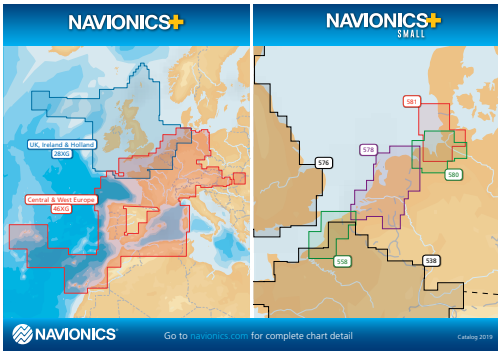 NAVIONICS+
NAVIONICS+
SMALL
UK, Ireland & Holland
28XG
Central & West Europe
46XG
581
578
576
580
558
538
NAVIONICS®
Go to navionics.com for complete chart detail
Catalog 2019